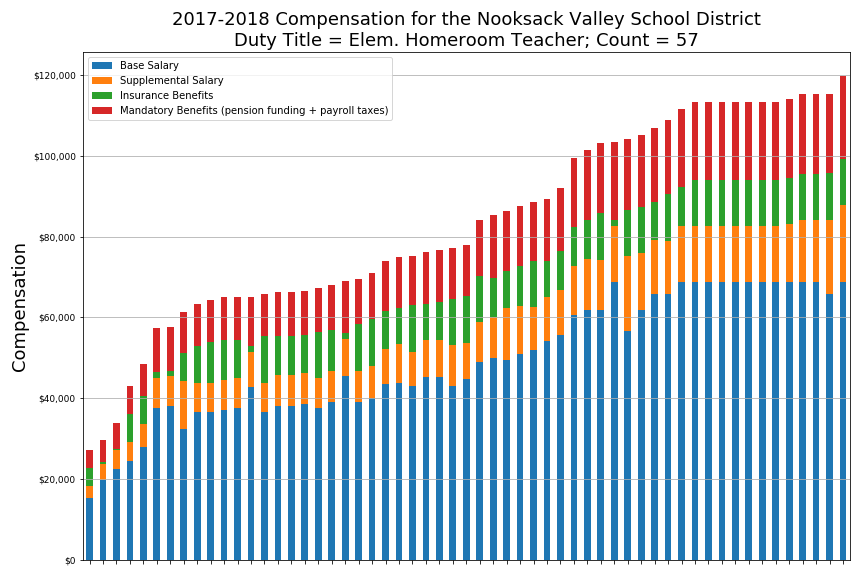 2017-2018 Compensation for the Nooksack Valley School District
Duty Title = Elem. Homeroom Teacher; Count = 57
Base Salary
Supplemental Salary
Insurance Benefits
Mandatory Benefits (pension funding + payroll taxes)
Compensation
$120,000
$100,000
$80,000
$60,000
$40,000
$20,000
$0